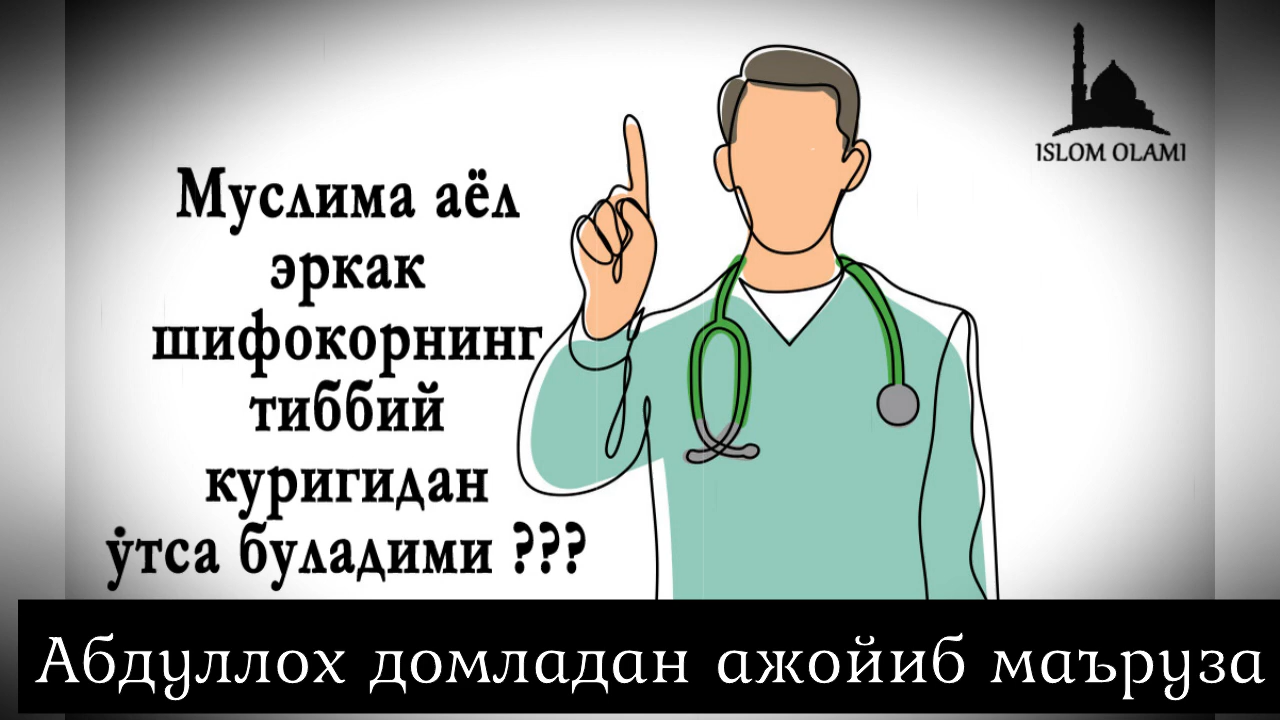 ISLOM OLAMI
Муслима аёл
эркак
шифокорнинг
тиббий
куригидан
ўтса буладими ???
Абдуллох домладан ажойиб маъруза